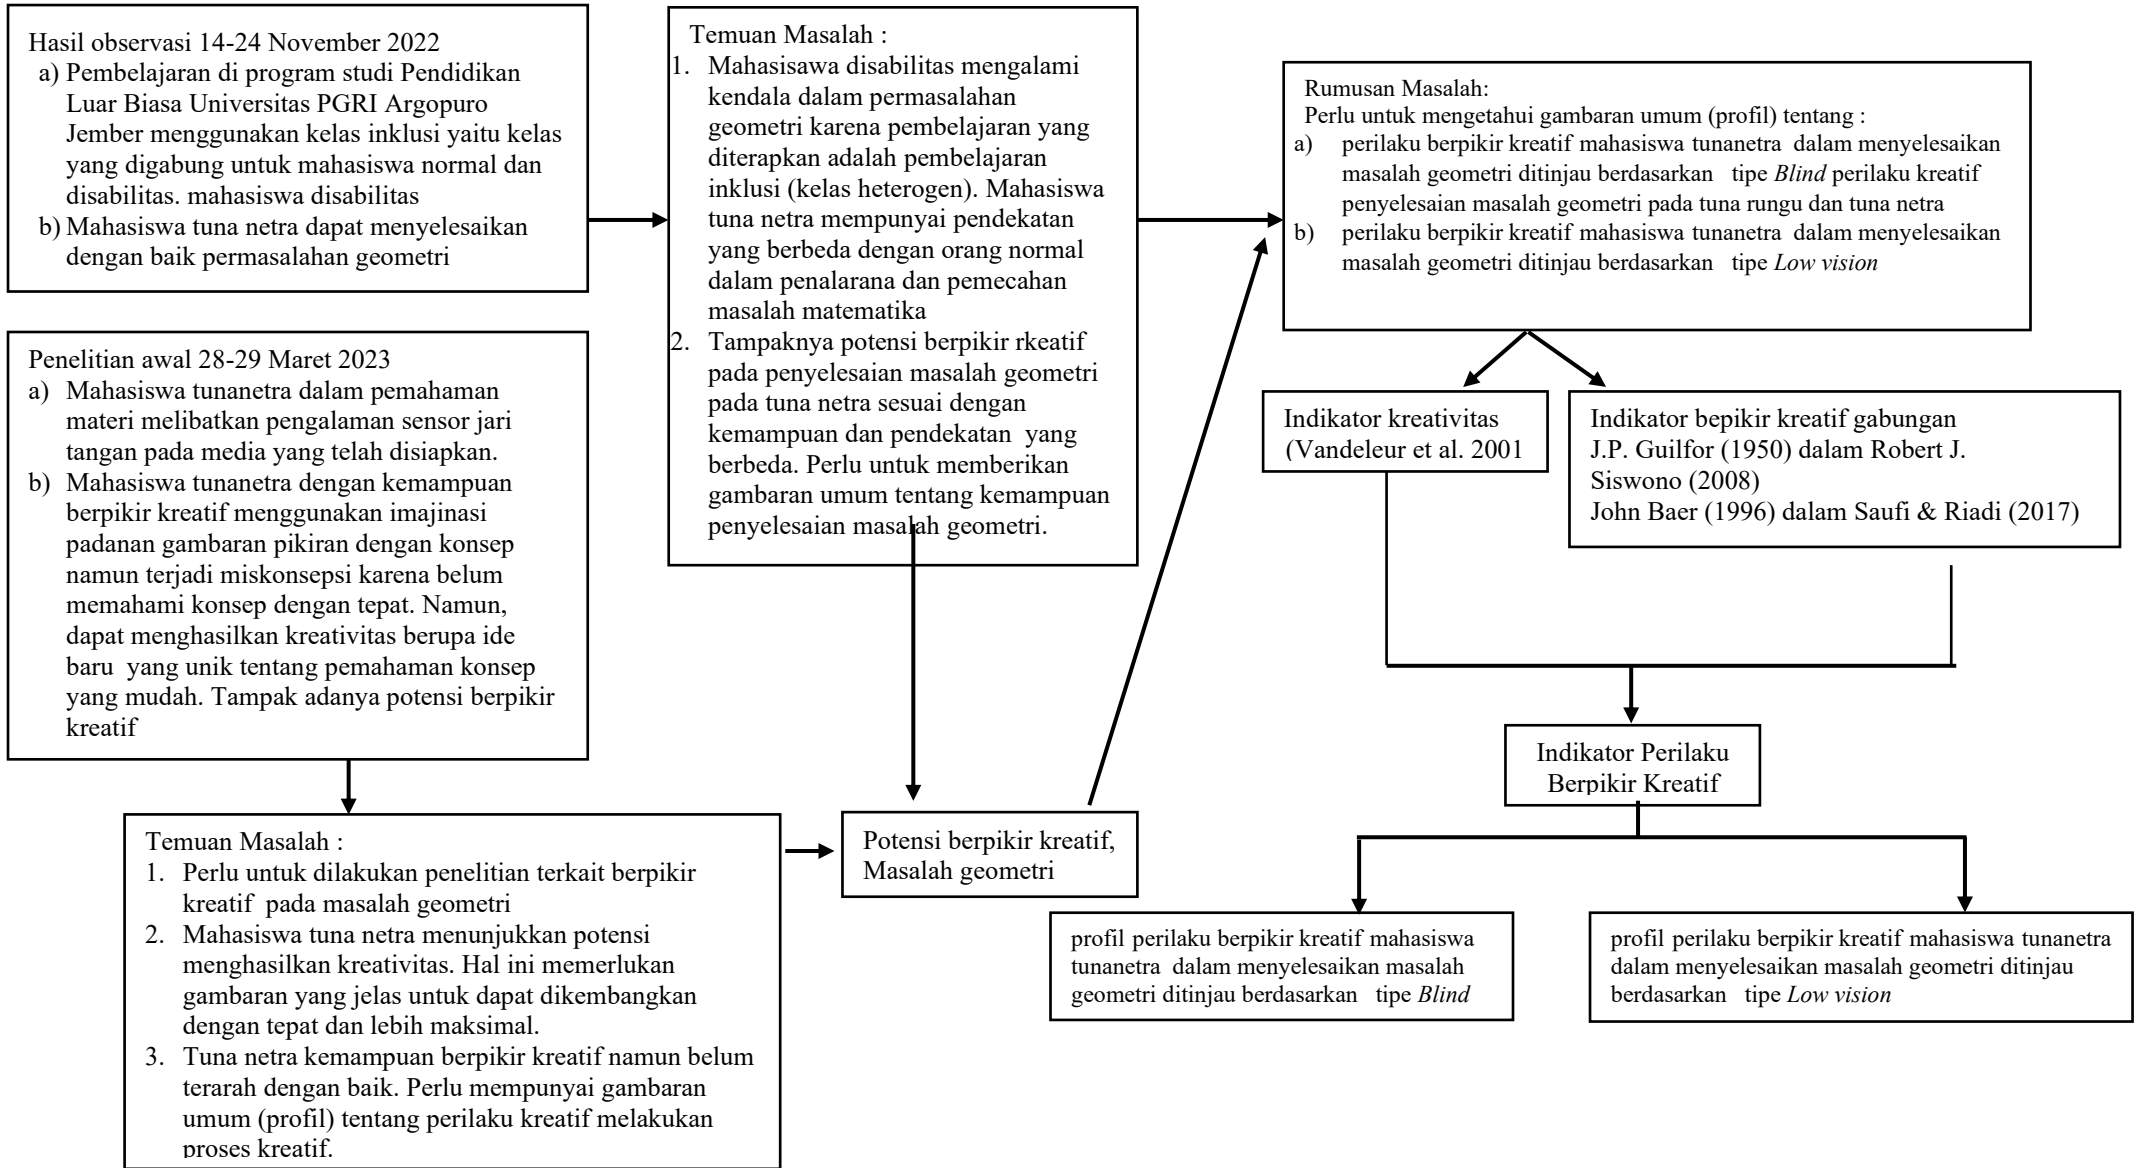 Hasil observasi 14-24 November 2022
a) Pembelajaran di program studi Pendidikan
Luar Biasa Universitas PGRI Argopuro
Jember menggunakan kelas inklusi yaitu kelas
yang digabung untuk mahasiswa normal dan
disabilitas. mahasiswa disabilitas
b) Mahasiswa tuna netra dapat menyelesaikan
dengan baik permasalahan geometri
Penelitian awal 28-29 Maret 2023
a) Mahasiswa tunanetra dalam pemahaman
materi melibatkan pengalaman sensor jari
tangan pada media yang telah disiapkan.
b) Mahasiswa tunanetra dengan kemampuan
berpikir kreatif menggunakan imajinasi
padanan gambaran pikiran dengan konsep
namun terjadi miskonsepsi karena belum
memahami konsep dengan tepat. Namun,
dapat menghasilkan kreativitas berupa ide
baru yang unik tentang pemahaman konsep
yang mudah. Tampak adanya potensi berpikir
kreatif
Temuan Masalah :
1. Perlu untuk dilakukan penelitian terkait berpikir
kreatif pada masalah geometri
2. Mahasiswa tuna netra menunjukkan potensi
menghasilkan kreativitas. Hal ini memerlukan
gambaran yang jelas untuk dapat dikembangkan
dengan tepat dan lebih maksimal.
3. Tuna netra kemampuan berpikir kreatif namun belum
terarah dengan baik. Perlu mempunyai gambaran
umum (profil) tentang perilaku kreatif melakukan
proses kreatif.
Temuan Masalah :
1. Mahasisawa disabilitas mengalami
kendala dalam permasalahan
geometri karena pembelajaran yang
diterapkan adalah pembelajaran
inklusi (kelas heterogen). Mahasiswa
tuna netra mempunyai pendekatan
yang berbeda dengan orang normal
dalam penalarana dan pemecahan
masalah matematika
2. Tampaknya potensi berpikir rkeatif
pada penyelesaian masalah geometri
pada tuna netra sesuai dengan
kemampuan dan pendekatan yang
berbeda. Perlu untuk memberikan
gambaran umum tentang kemampuan
penyelesaian masalah geometri.
Potensi berpikir kreatif,
Masalah geometri
Rumusan Masalah:
Perlu untuk mengetahui gambaran umum (profil) tentang :
a) perilaku berpikir kreatif mahasiswa tunanetra dalam menyelesaikan
masalah geometri ditinjau berdasarkan tipe Blind perilaku kreatif
penyelesaian masalah geometri pada tuna rungu dan tuna netra
b) perilaku berpikir kreatif mahasiswa tunanetra dalam menyelesaikan
masalah geometri ditinjau berdasarkan tipe Low vision
Indikator kreativitas
(Vandeleur et al. 2001
Indikator bepikir kreatif gabungan
J.P. Guilfor (1950) dalam Robert J.
Siswono (2008)
John Baer (1996) dalam Saufi & Riadi (2017)
Indikator Perilaku
Berpikir Kreatif
profil perilaku berpikir kreatif mahasiswa
tunanetra dalam menyelesaikan masalah
geometri ditinjau berdasarkan tipe Blind
profil perilaku berpikir kreatif mahasiswa tunanetra
dalam menyelesaikan masalah geometri ditinjau
berdasarkan tipe Low vision